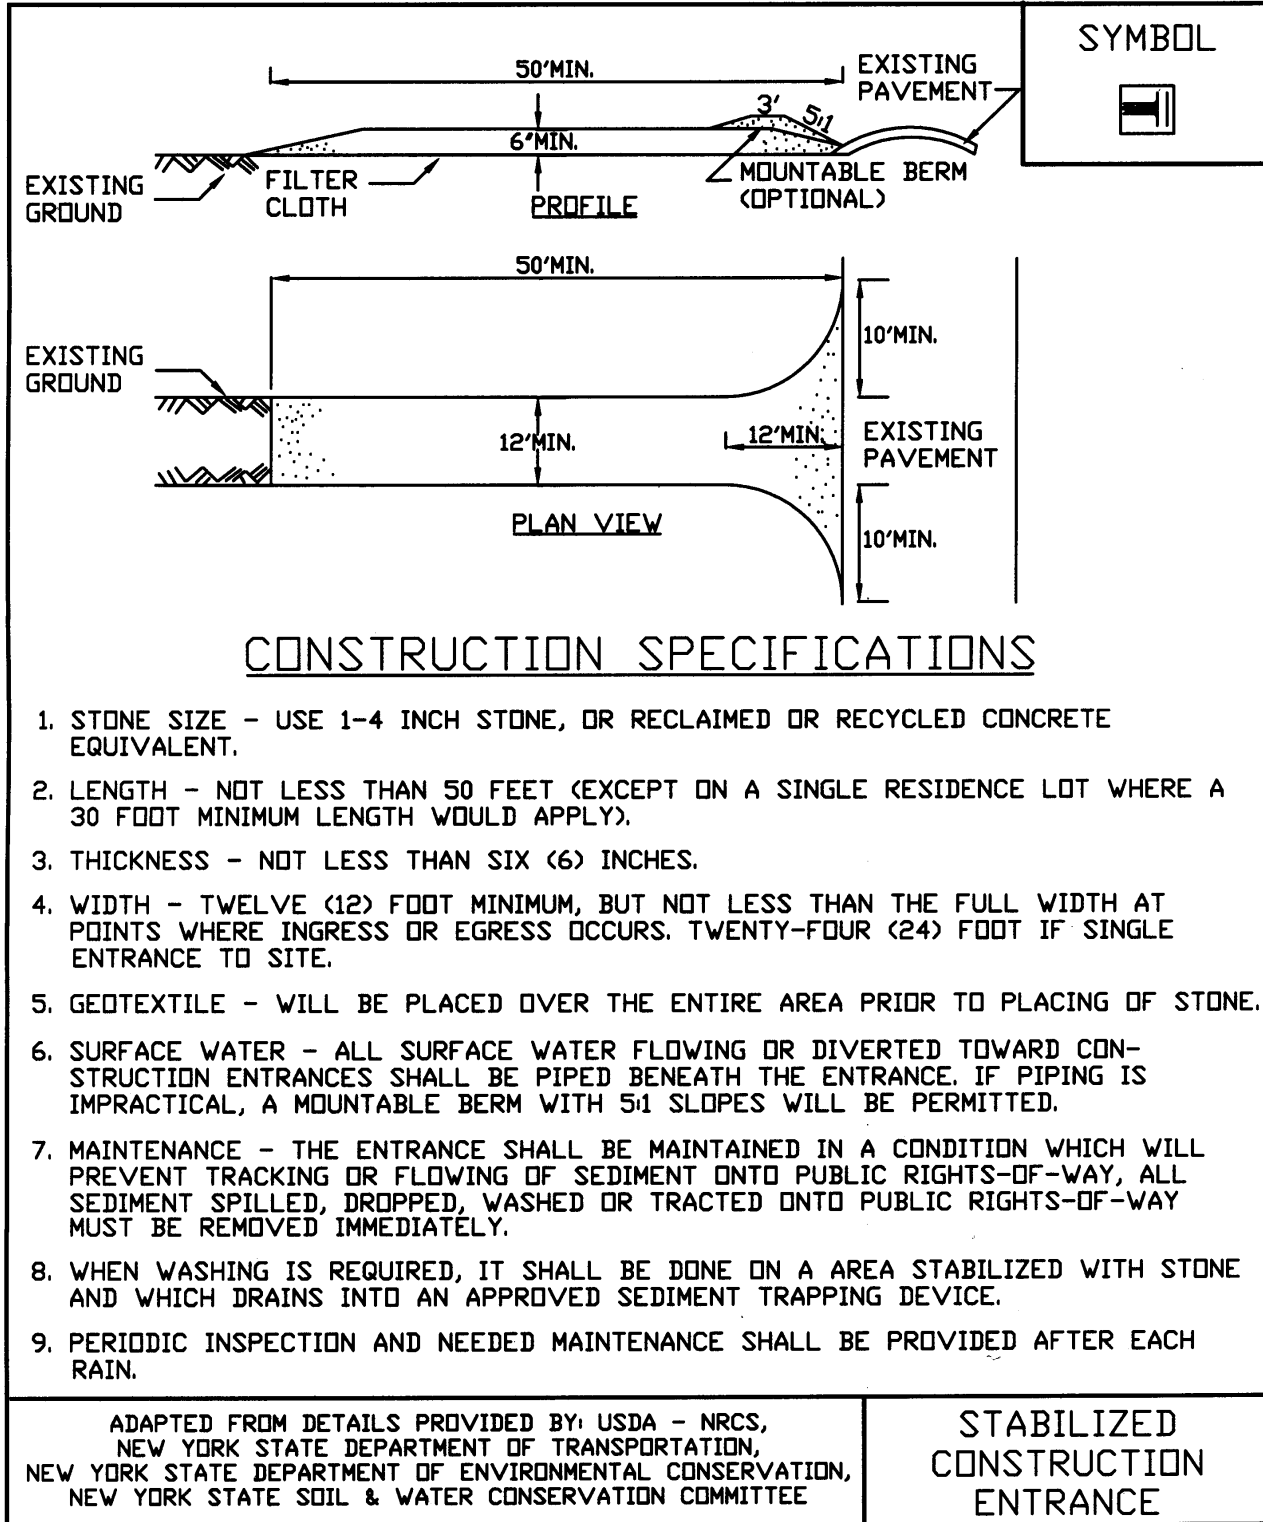 SYMBOL
50'MIN.
EXISTING
PAVEMENT
3'
5:1
6"MIN.
EXISTING
GROUND
FILTER
CLOTH
PROFILE
MOUNTABLE BERM
(OPTIONAL)
50'MIN.
10'MIN.
EXISTING
GROUND
12'MIN.
12'MIN.
EXISTING
PAVEMENT
PLAN VIEW
10'MIN.
CONSTRUCTION SPECIFICATIONS
1. STONE SIZE - USE 1-4 INCH STONE, OR RECLAIMED OR RECYCLED CONCRETE
EQUIVALENT.
2. LENGTH - NOT LESS THAN 50 FEET (EXCEPT ON A SINGLE RESIDENCE LOT WHERE A
30 FOOT MINIMUM LENGTH WOULD APPLY).
3. THICKNESS - NOT LESS THAN SIX (6) INCHES.
4. WIDTH - TWELVE (12) FOOT MINIMUM, BUT NOT LESS THAN THE FULL WIDTH AT
POINTS WHERE INGRESS OR EGRESS OCCURS. TWENTY-FOUR (24) FOOT IF SINGLE
ENTRANCE TO SITE.
5. GEOTEXTILE - WILL BE PLACED OVER THE ENTIRE AREA PRIOR TO PLACING OF STONE.
6. SURFACE WATER - ALL SURFACE WATER FLOWING OR DIVERTED TOWARD CON-
STRUCTION ENTRANCES SHALL BE PIPED BENEATH THE ENTRANCE. IF PIPING IS
IMPRACTICAL, A MOUNTABLE BERM WITH 5:1 SLOPES WILL BE PERMITTED.
7. MAINTENANCE - THE ENTRANCE SHALL BE MAINTAINED IN A CONDITION WHICH WILL
PREVENT TRACKING OR FLOWING OF SEDIMENT ONTO PUBLIC RIGHTS-OF-WAY, ALL
SEDIMENT SPILLED, DROPPED, WASHED OR TRACTED ONTO PUBLIC RIGHTS-OF-WAY
MUST BE REMOVED IMMEDIATELY.
8. WHEN WASHING IS REQUIRED, IT SHALL BE DONE ON A AREA STABILIZED WITH STONE
AND WHICH DRAINS INTO AN APPROVED SEDIMENT TRAPPING DEVICE.
9. PERIODIC INSPECTION AND NEEDED MAINTENANCE SHALL BE PROVIDED AFTER EACH
RAIN.
ADAPTED FROM DETAILS PROVIDED BY: USDA - NRCS,
NEW YORK STATE DEPARTMENT OF TRANSPORTATION,
NEW YORK STATE DEPARTMENT OF ENVIRONMENTAL CONSERVATION,
NEW YORK STATE SOIL & WATER CONSERVATION COMMITTEE
STABILIZED
CONSTRUCTION
ENTRANCE